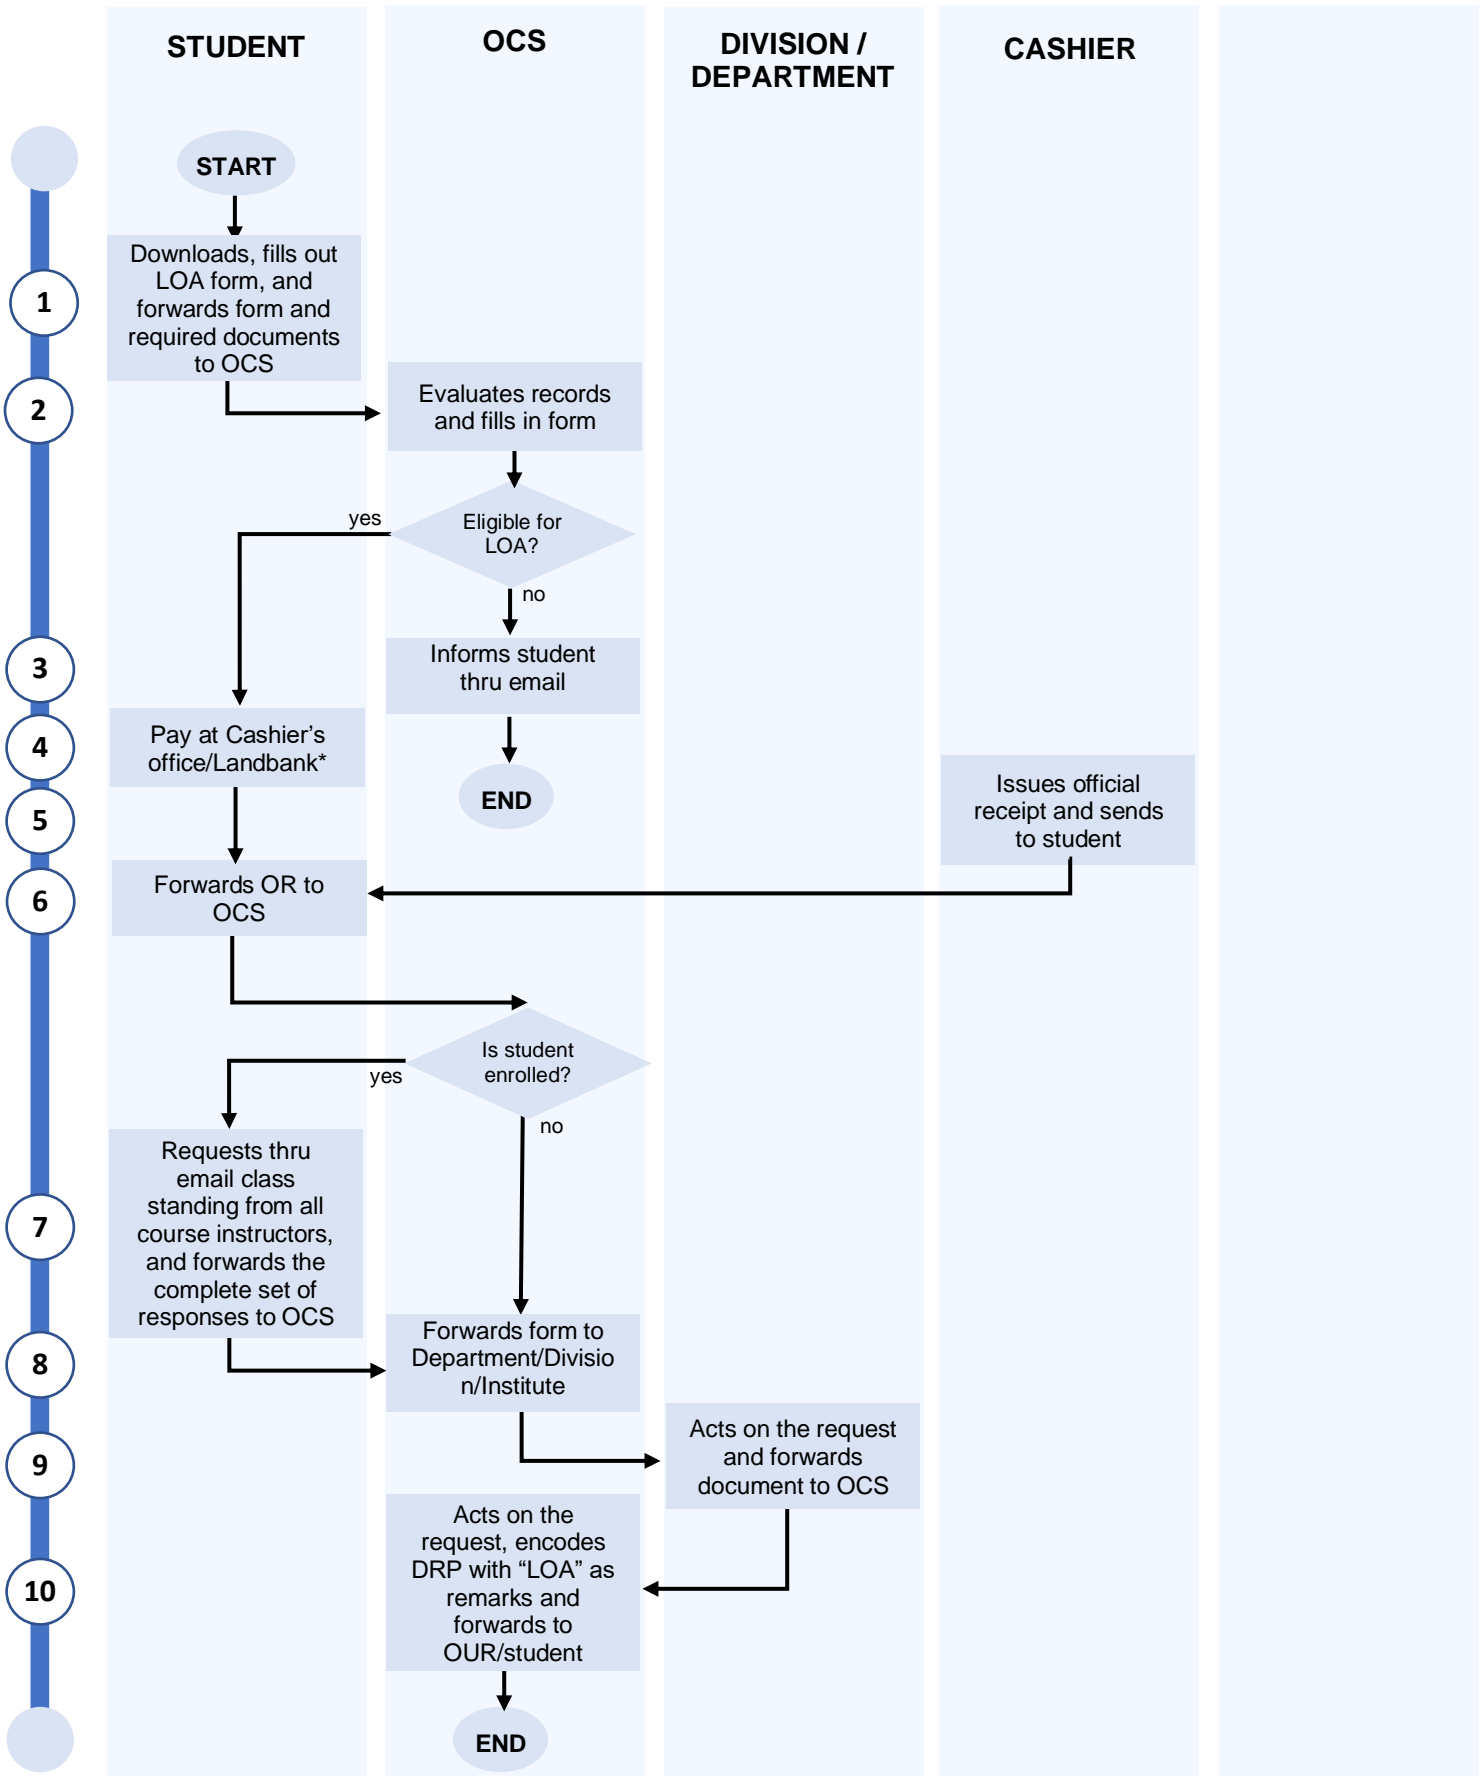 STUDENT
OCS
DIVISION /
DEPARTMENT
CASHIER
START
1
Downloads, fills out
LOA form, and
forwards form and
required documents
to OCS
2
Evaluates records
and fills in form
yes
Eligible for
LOA?
no
3
Informs student
thru email
4
Pay at Cashier’s
office/Landbank*
END
Issues official
receipt and sends
to student
5
6
Forwards OR to
OCS
Is student
enrolled?
yes
no
7
Requests thru
email class
standing from all
course instructors,
and forwards the
complete set of
responses to OCS
8
Forwards form to
Department/Divisio
n/Institute
9
Acts on the request
and forwards
document to OCS
10
Acts on the
request, encodes
DRP with “LOA” as
remarks and
forwards to
OUR/student
END